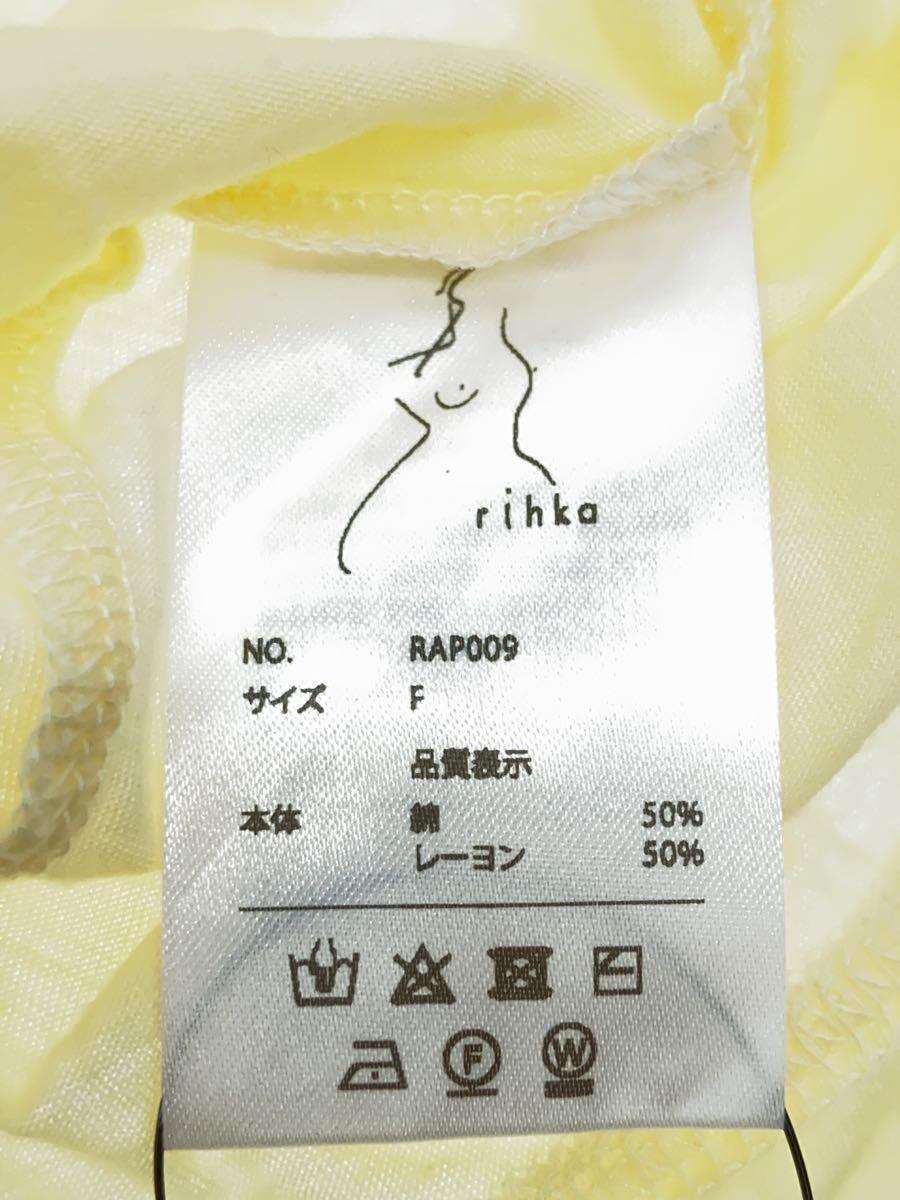 rihka
NO. RAP009
サイズ F
品質表示
本体 綿 50%
レーヨン 50%
F W